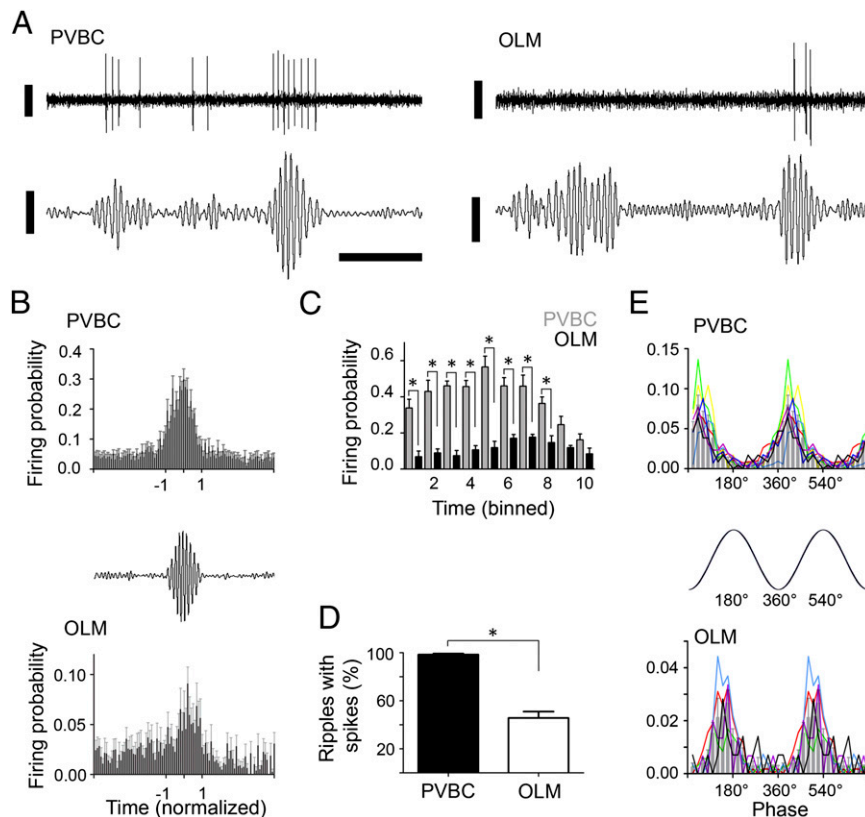 A
PVBC
OLM
B
PVBC
Firing probability
0.4
0.3
0.2
0.1
0.0
-1 1
OLM
Firing probability
0.10
0.05
0.00
-1 1
Time (normalized)
C
PVBC
OLM
Firing probability
0.6
0.4
0.2
0.0
* * * * * * * *
2 4 6 8 10
Time (binned)
D
*
Ripples with
spikes (%)
100
60
20
PVBC OLM
E
PVBC
0.15
0.10
0.05
0.00
180° 360° 540°
180° 360° 540°
OLM
0.04
0.02
0.00
180° 360° 540°
Phase